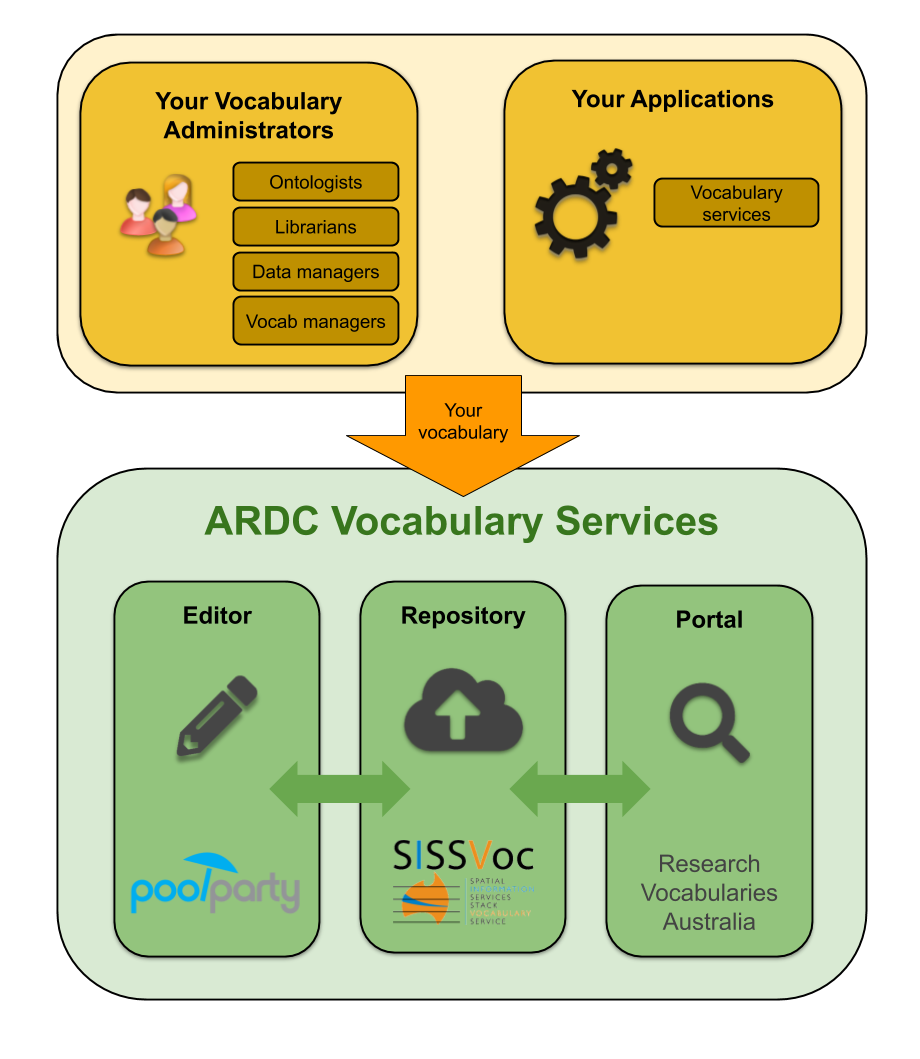 Your Vocabulary
Administrators
Ontologists
Librarians
Data managers
Vocab managers
Your Applications
Vocabulary
services
Your
vocabulary
ARDC Vocabulary Services
Editor
poolparty
Repository
SISSVoc
SPATIAL
INFORMATION
SERVICES
STACK
VOCABULARY
SERVICE
Portal
Research
Vocabularies
Australia